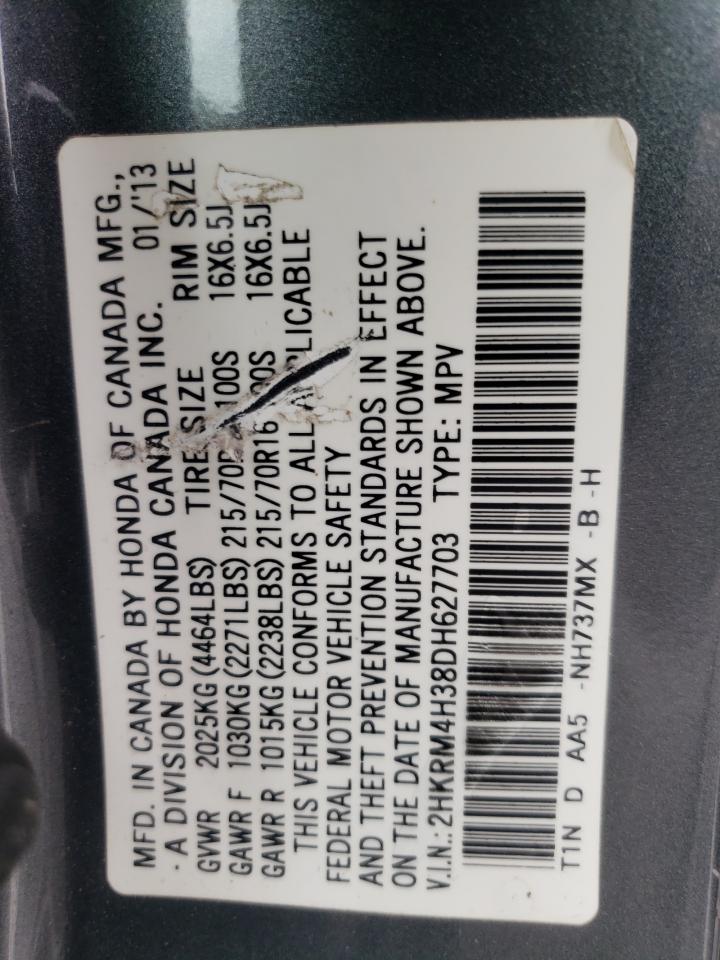 MFD. IN CANADA BY HONDA OF CANADA MFG.,
· A DIVISION OF HONDA CANADA INC. 01/'13
GVWR 2025KG (4464LBS) TIRE SIZE RIM SIZE
GAWR F 1030KG (2271LBS) 215/70R 100S 16X6.5J
GAWR R 1015KG (2238LBS) 215/70R16 00S 16X6.5J
THIS VEHICLE CONFORMS TO ALL APPLICABLE
FEDERAL MOTOR VEHICLE SAFETY
AND THEFT PREVENTION STANDARDS IN EFFECT
ON THE DATE OF MANUFACTURE SHOWN ABOVE.
V.I.N.:2HKRM4H38DH627703 TYPE: MPV
T1N D AA5 -NH737MX -B -H